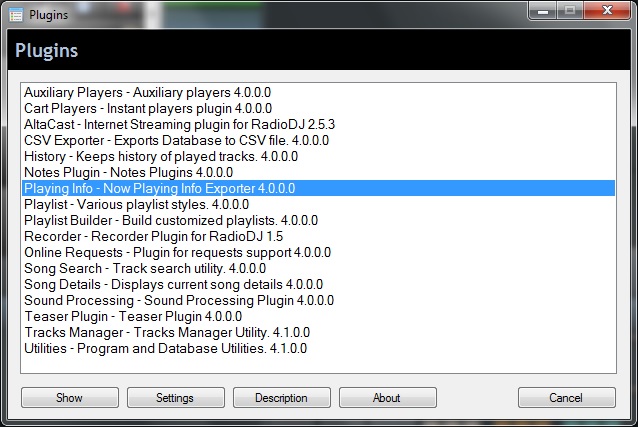 Plugins
Plugins
Auxiliary Players - Auxiliary players 4.0.0.0
Cart Players - Instant players plugin 4.0.0.0
AltaCast - Internet Streaming plugin for RadioDJ 2.5.3
CSV Exporter - Exports Database to CSV file. 4.0.0.0
History - Keeps history of played tracks. 4.0.0.0
Notes Plugin - Notes Plugins 4.0.0.0
Playing Info - Now Playing Info Exporter 4.0.0.0
Playlist - Various playlist styles. 4.0.0.0
Playlist Builder - Build customized playlists. 4.0.0.0
Recorder - Recorder Plugin for RadioDJ 1.5
Online Requests - Plugin for requests support 4.0.0.0
Song Search - Track search utility. 4.0.0.0
Song Details - Displays current song details 4.0.0.0
Sound Processing - Sound Processing Plugin 4.0.0.0
Teaser Plugin - Teaser Plugin 4.0.0.0
Tracks Manager - Tracks Manager Utility. 4.1.0.0
Utilities - Program and Database Utilities. 4.1.0.0
Show Settings Description About Cancel